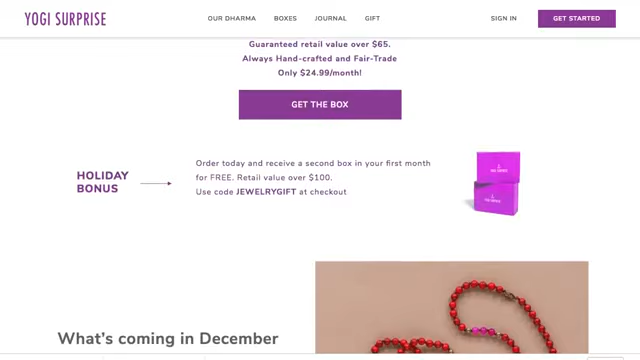 YOGI SURPRISE
OUR DHARMA BOXES JOURNAL GIFT SIGN IN GET STARTED
Guaranteed retail value over $65.
Always Hand-crafted and Fair-Trade
Only $24.99/month!
GET THE BOX
HOLIDAY
BONUS
Order today and receive a second box in your first month
for FREE. Retail value over $100.
Use code JEWELRYGIFT at checkout
What's coming in December